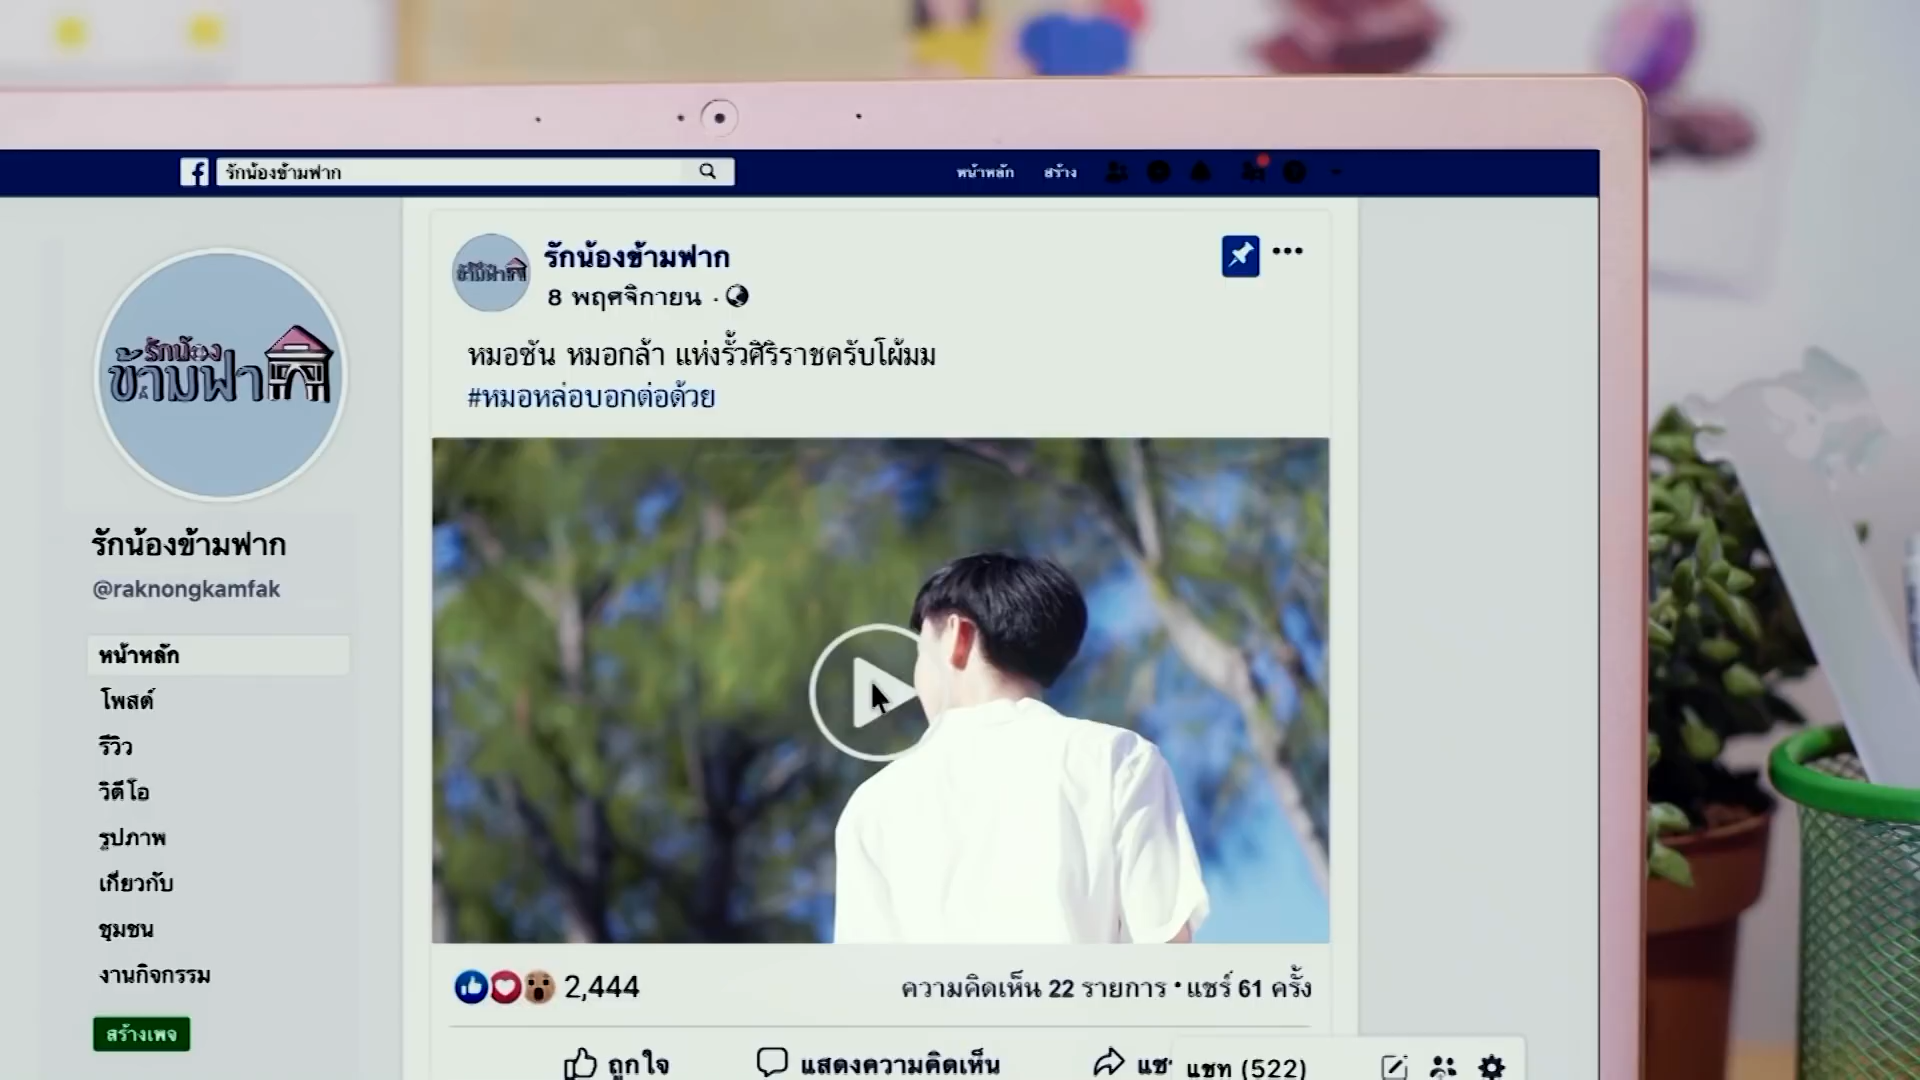 รักน้องข้ามฟาก
หน้าหลัก สร้าง
รักน้อง
ข้ามฟาก
รักน้องข้ามฟาก
@raknongkamfak
หน้าหลัก
โพสต์
รีวิว
วิดีโอ
รูปภาพ
เกี่ยวกับ
ชุมชน
งานกิจกรรม
สร้างเพจ
รักน้องข้ามฟาก
8 พฤศจิกายน ·
หมอซัน หมอกล้า แห่งรั้วศิริราชครับโผ้มม
#หมอหล่อบอกต่อด้วย
2,444
ความคิดเห็น 22 รายการ • แชร์ 61 ครั้ง
ถูกใจ แสดงความคิดเห็น แช
แชท (522)